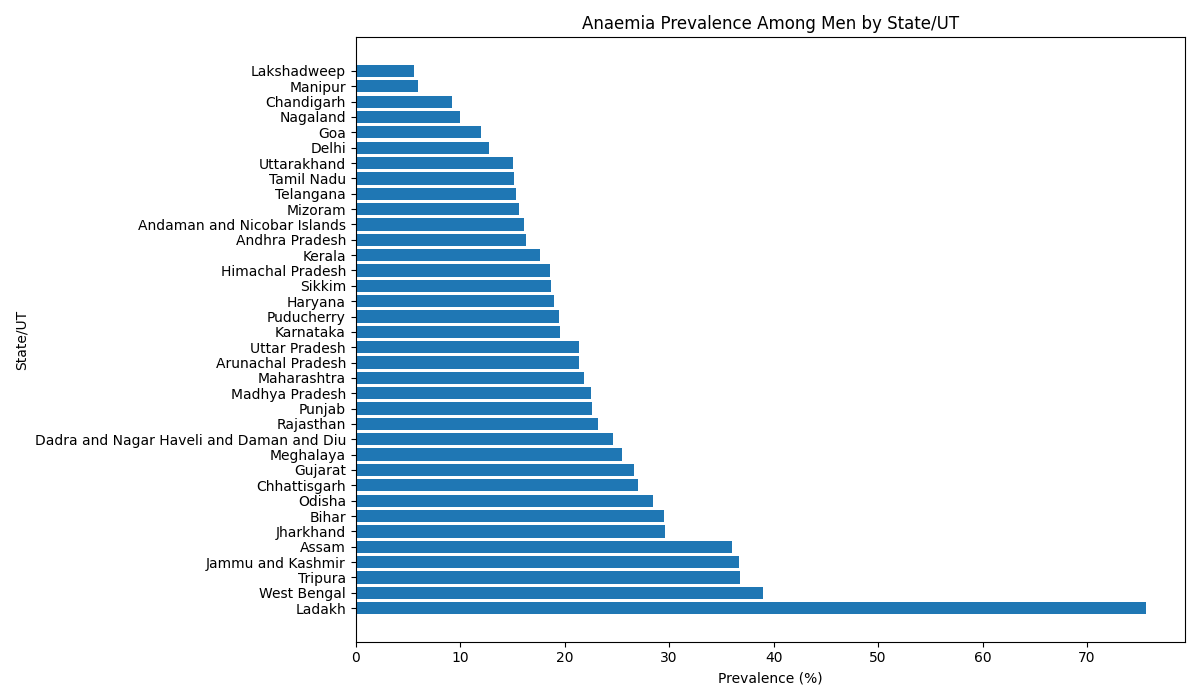 Anaemia Prevalence Among Men by State/UT
State/UT
Lakshadweep
Manipur
Chandigarh
Nagaland
Goa
Delhi
Uttarakhand
Tamil Nadu
Telangana
Mizoram
Andaman and Nicobar Islands
Andhra Pradesh
Kerala
Himachal Pradesh
Sikkim
Haryana
Puducherry
Karnataka
Uttar Pradesh
Arunachal Pradesh
Maharashtra
Madhya Pradesh
Punjab
Rajasthan
Dadra and Nagar Haveli and Daman and Diu
Meghalaya
Gujarat
Chhattisgarh
Odisha
Bihar
Jharkhand
Assam
Jammu and Kashmir
Tripura
West Bengal
Ladakh
0 10 20 30 40 50 60 70
Prevalence (%)